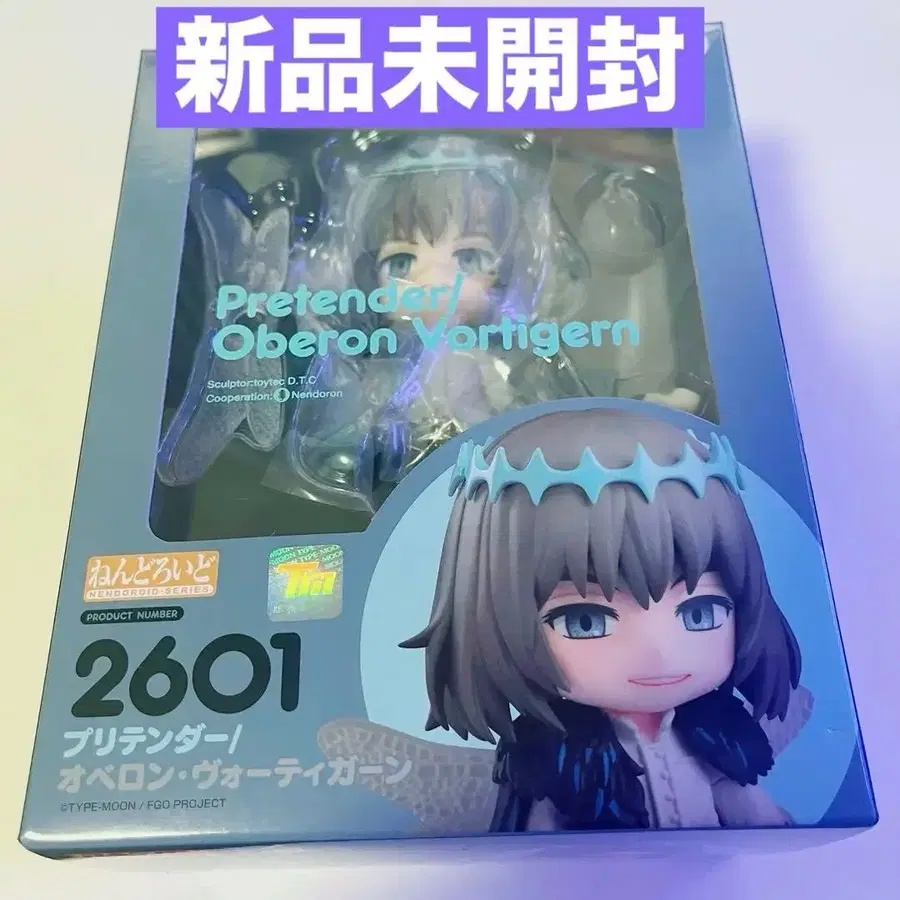 新品未開封
Pretender/
Oberon Vortigern
Sculptor:toytec D.T.C
Cooperation: Nendoron
ねんどろいど
NENDOROID-SERIES
PRODUCT NUMBER
2601
プリテンダー/
オベロン・ヴォーティガーン
©TYPE-MOON / FGO PROJECT